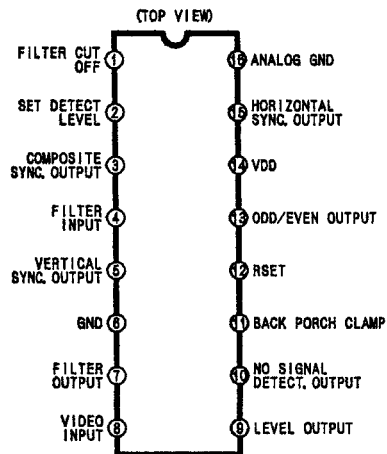 (TOP VIEW)
FILTER CUT
OFF
1
SET DETECT
LEVEL
2
COMPOSITE
SYNC. OUTPUT
3
FILTER
INPUT
4
VERTICAL
SYNC. OUTPUT
5
GND
6
FILTER
OUTPUT
7
VIDEO
INPUT
8
16
ANALOG GND
15
HORIZONTAL
SYNC. OUTPUT
14
VDD
13
ODD/EVEN OUTPUT
12
RSET
11
BACK PORCH CLAMP
10
NO SIGNAL
DETECT. OUTPUT
9
LEVEL OUTPUT